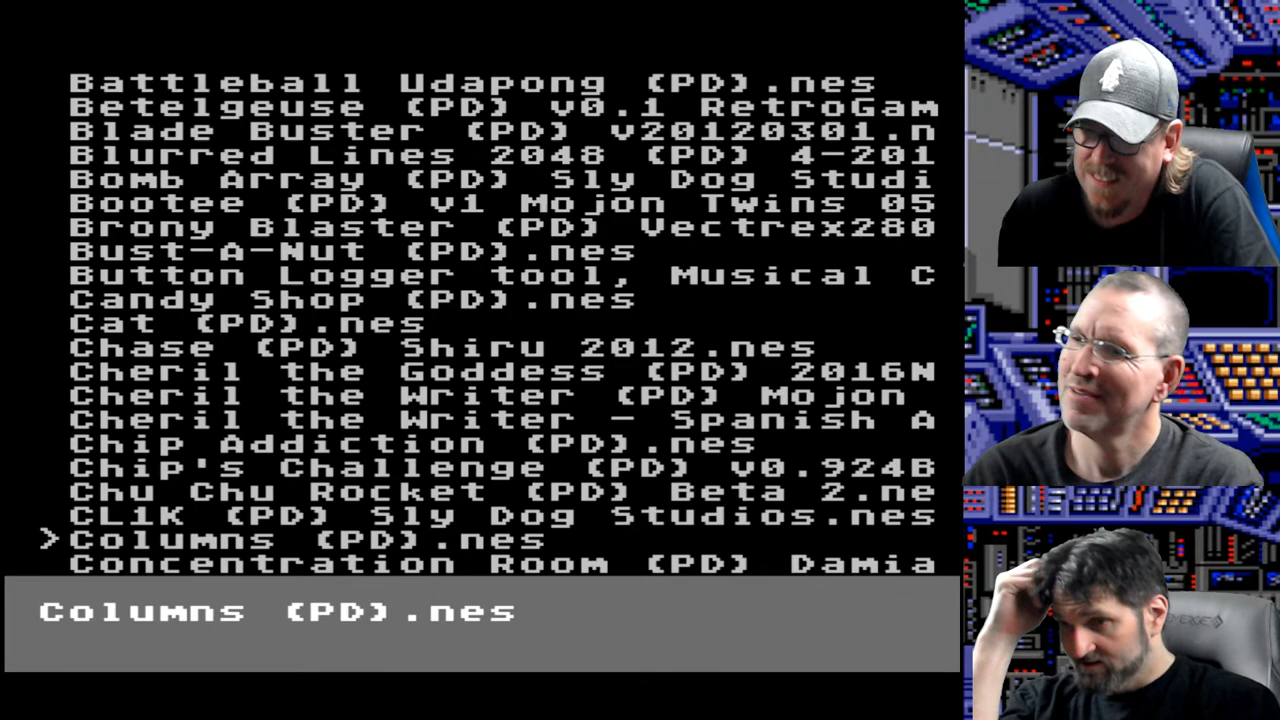 Battleball Udapong (PD).nes
Betelgeuse (PD) v0.1 RetroGam
Blade Buster (PD) v20120301.n
Blurred Lines 2048 (PD) 4-201
Bomb Array (PD) Sly Dog Studi
Bootee (PD) v1 Mojon Twins 05
Brony Blaster (PD) Vectrex280
Bust-A-Nut (PD).nes
Button Logger tool, Musical C
Candy Shop (PD).nes
Cat (PD).nes
Chase (PD) Shiru 2012.nes
Cheril the Goddess (PD) 2016N
Cheril the Writer (PD) Mojon
Cheril the Writer - Spanish A
Chip Addiction (PD).nes
Chip's Challenge (PD) v0.924B
Chu Chu Rocket (PD) Beta 2.ne
CL1K (PD) Sly Dog Studios.nes
>Columns (PD).nes
Concentration Room (PD) Damia
Columns (PD).nes